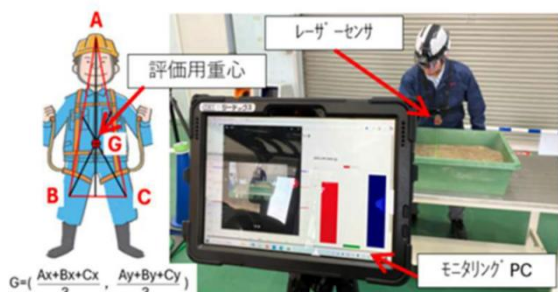 A
評価用重心
G
B
C
G=( Ax+Bx+Cx/3 , Ay+By+Cy/3 )
レーザーセンサ
モニタリングPC